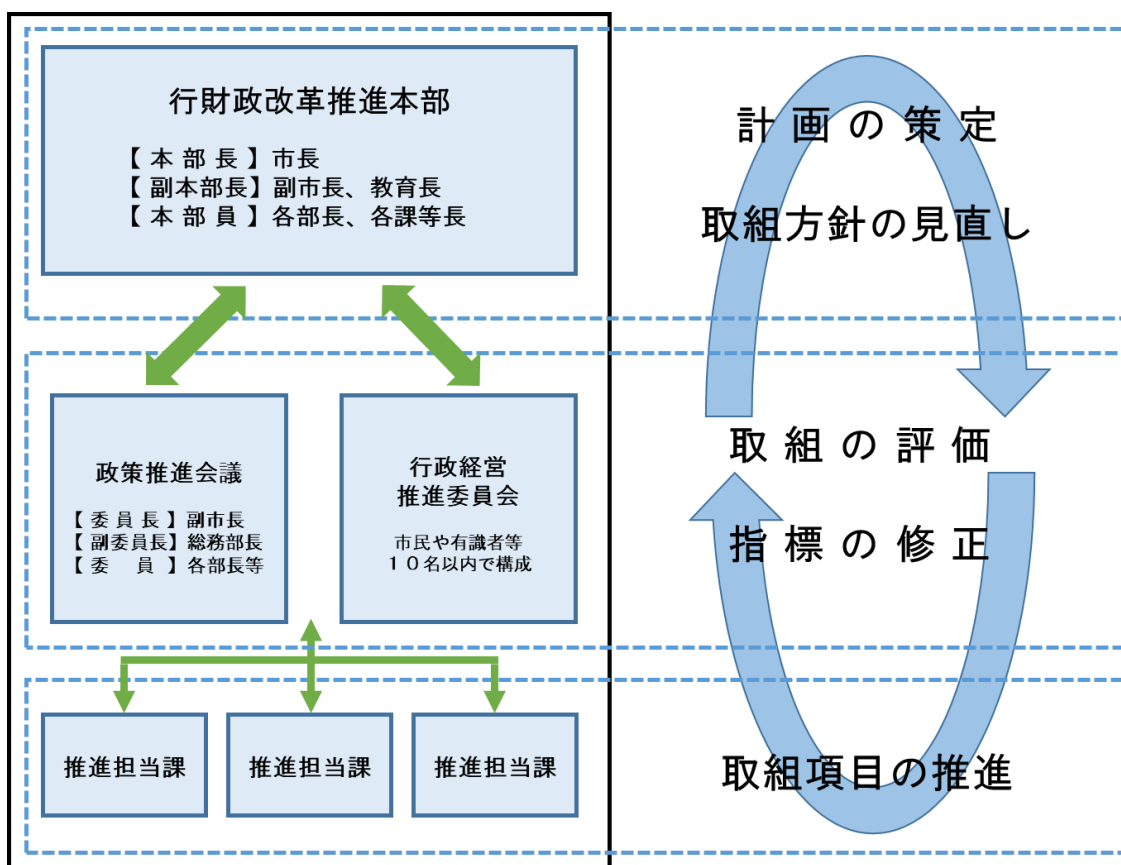 行財政改革推進本部
【 本 部 長 】市長
【 副本部長】副市長、教育長
【 本 部 員 】各部長、各課等長
計 画 の 策 定
取組方針の見直し
政策推進会議
【 委 員 長 】副市長
【 副委員長】総務部長
【 委　 員 】各部長等
行政経営
推進委員会
市民や有識者等
１０名以内で構成
取 組 の 評 価
指 標 の 修 正
推進担当課
推進担当課
推進担当課
取組項目の推進